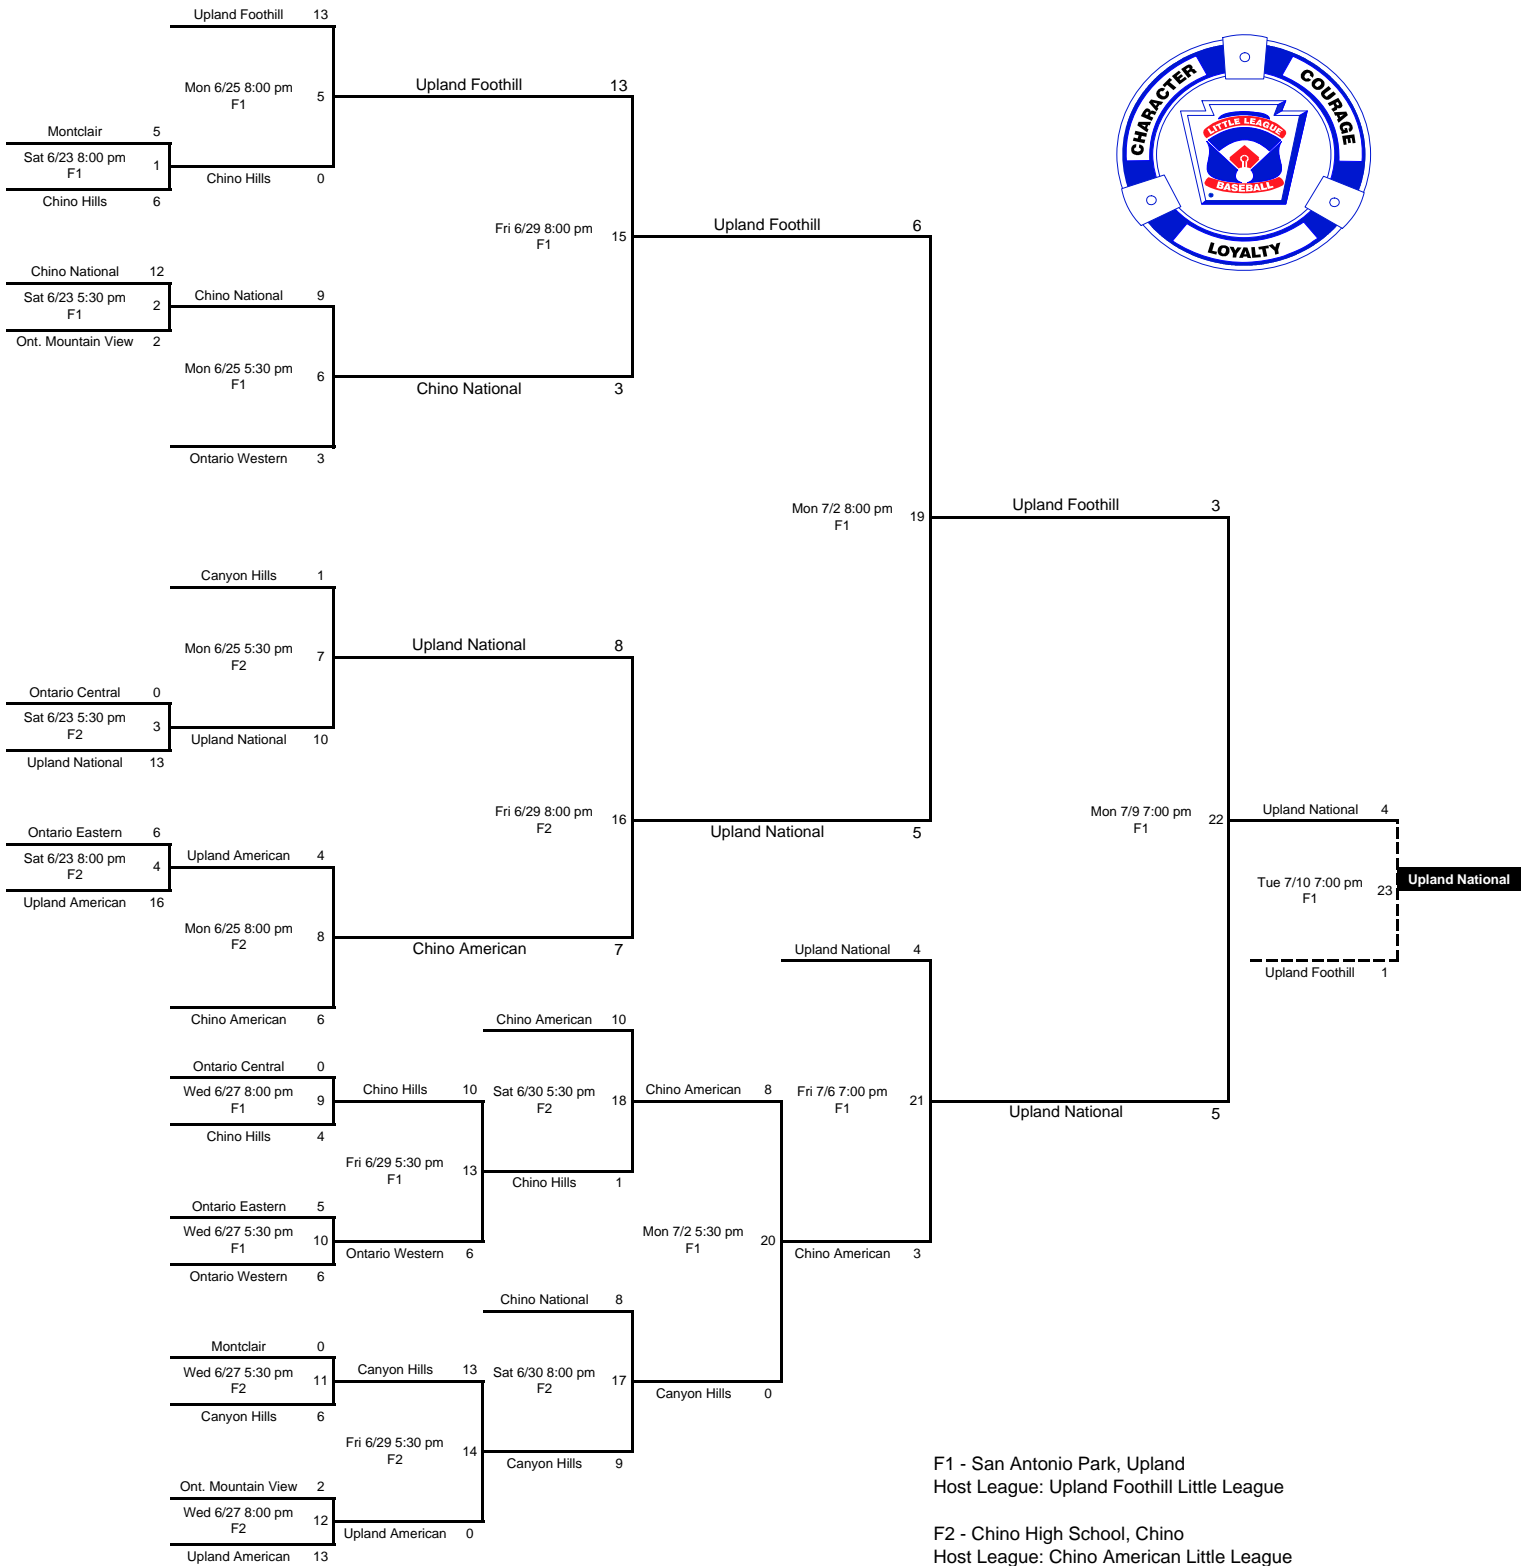 Upland Foothill 13
Mon 6/25 8:00 pm
F1
5
Upland Foothill 13
Montclair 5
Sat 6/23 8:00 pm
F1
1
Chino Hills 0
Chino Hills 6
Fri 6/29 8:00 pm
F1
15
Upland Foothill 6
Chino National 12
Sat 6/23 5:30 pm
F1
2
Chino National 9
Ont. Mountain View 2
Mon 6/25 5:30 pm
F1
6
Chino National 3
Ontario Western 3
Mon 7/2 8:00 pm
F1
19
Upland Foothill 3
Canyon Hills 1
Mon 6/25 5:30 pm
F2
7
Upland National 8
Ontario Central 0
Sat 6/23 5:30 pm
F2
3
Upland National 10
Upland National 13
Fri 6/29 8:00 pm
F2
16
Upland National 5
Ontario Eastern 6
Sat 6/23 8:00 pm
F2
4
Upland American 4
Upland American 16
Mon 6/25 8:00 pm
F2
8
Chino American 7
Chino American 6
Mon 7/9 7:00 pm
F1
22
Upland National 4
Tue 7/10 7:00 pm
F1
23
Upland National
Upland Foothill 1
Upland National 4
Fri 7/6 7:00 pm
F1
21
Upland National 5
Chino American 10
Sat 6/30 5:30 pm
F2
18
Chino American 8
Ontario Central 0
Wed 6/27 8:00 pm
F1
9
Chino Hills 10
Chino Hills 4
Fri 6/29 5:30 pm
F1
13
Chino Hills 1
Ontario Eastern 5
Wed 6/27 5:30 pm
F1
10
Ontario Western 6
Ontario Western 6
Mon 7/2 5:30 pm
F1
20
Chino American 3
Chino National 8
Sat 6/30 8:00 pm
F2
17
Canyon Hills 0
Montclair 0
Wed 6/27 5:30 pm
F2
11
Canyon Hills 13
Canyon Hills 6
Fri 6/29 5:30 pm
F2
14
Canyon Hills 9
Ont. Mountain View 2
Wed 6/27 8:00 pm
F2
12
Upland American 0
Upland American 13
CHARACTER
COURAGE
LOYALTY
LITTLE LEAGUE
BASEBALL
F1 - San Antonio Park, Upland
Host League: Upland Foothill Little League
F2 - Chino High School, Chino
Host League: Chino American Little League